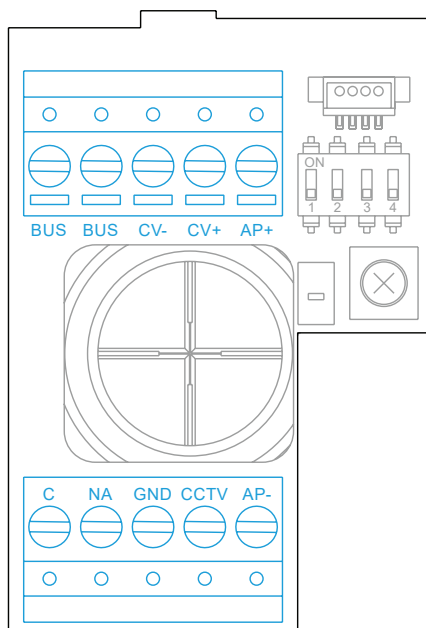 ON
1 2 3 4
BUS BUS CV- CV+ AP+
C NA GND CCTV AP-